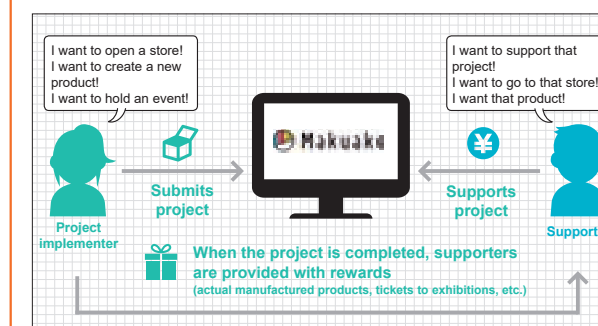 I want to open a store!
I want to create a new
product!
I want to hold an event!
I want to support that
project!
I want to go to that store!
I want that product!
Makuake
¥
Submits
project
Supports
project
Project
implementer
Support
When the project is completed, supporters
are provided with rewards
(actual manufactured products, tickets to exhibitions, etc.)